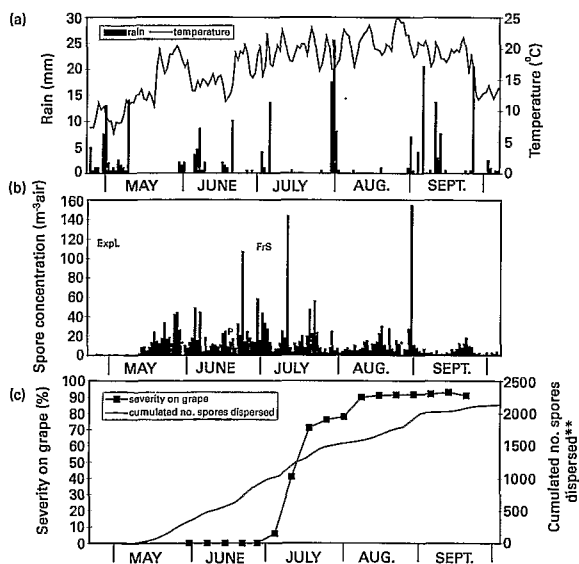 (a)
Rain (mm)
30
25
20
15
10
5
0
rain temperature
25
20
15
10
5
0
Temperature (°C)
MAY JUNE JULY AUG. SEPT.
(b)
Spore concentration (m-3air)
160
140
120
100
80
60
40
20
0
ExpL FrS
P
MAY JUNE JULY AUG. SEPT.
(c)
Severity on grape (%)
100
90
80
70
60
50
40
30
20
10
0
severity on grape
cumulated no. spores dispersed
2500
2000
1500
1000
500
0
Cumulated no. spores
dispersed**
MAY JUNE JULY AUG. SEPT.